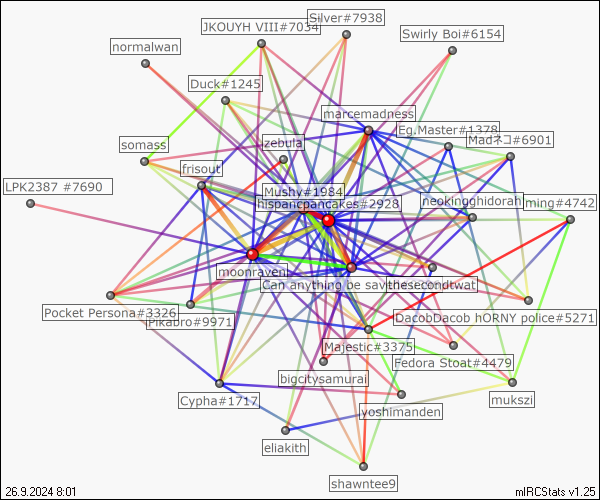 Silver#7938
JKOUYH VIII#7034
Swirly Boi#6154
normalwan
Duck#1245
marcemadness
Eg.Master#1378
zebula
Madネコ#6901
somass
frisout
LPK2387 #7690
Mushy#1984
hispanicpancakes#2928
neokingghidorah
ming#4742
moonraven
Can anything be sav
thesecondtwat
Pocket Persona#3326
Pikabro#9971
DacobDacob hORNY police#5271
Majestic#3375
Fedora Stoat#4479
bigcitysamurai
Cypha#1717
yoshimanden
mukszi
eliakith
shawntee9
26.9.2024 8:01
mIRCStats v1.25